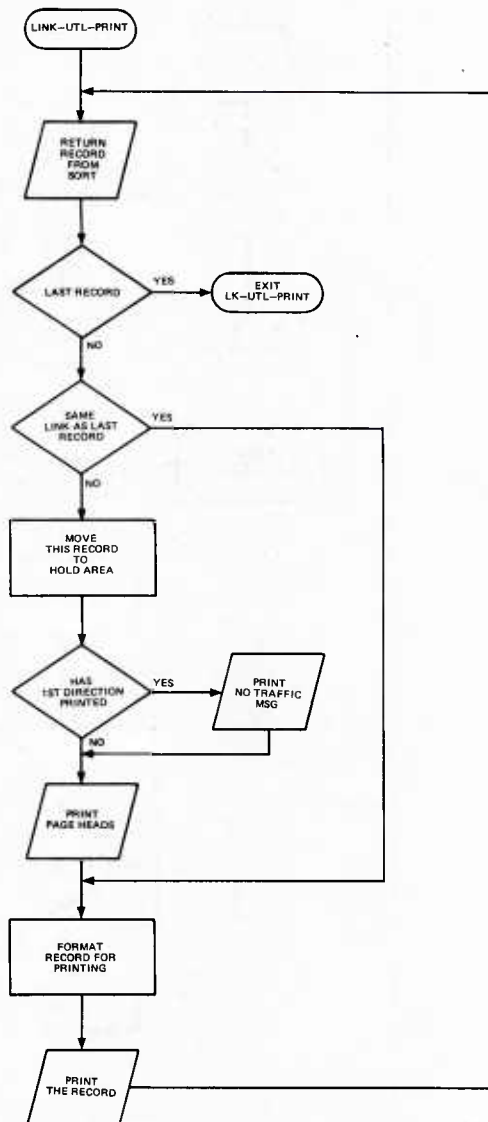 LINK-UTL-PRINT
RETURN
RECORD
FROM
SORT
LAST RECORD
YES
EXIT
LK-UTL-PRINT
NO
SAME
LINK AS LAST
RECORD
YES
NO
MOVE
THIS RECORD
TO
HOLD AREA
HAS
1ST DIRECTION
PRINTED
YES
PRINT
NO TRAFFIC
MSG
NO
PRINT
PAGE HEADS
FORMAT
RECORD FOR
PRINTING
PRINT
THE RECORD